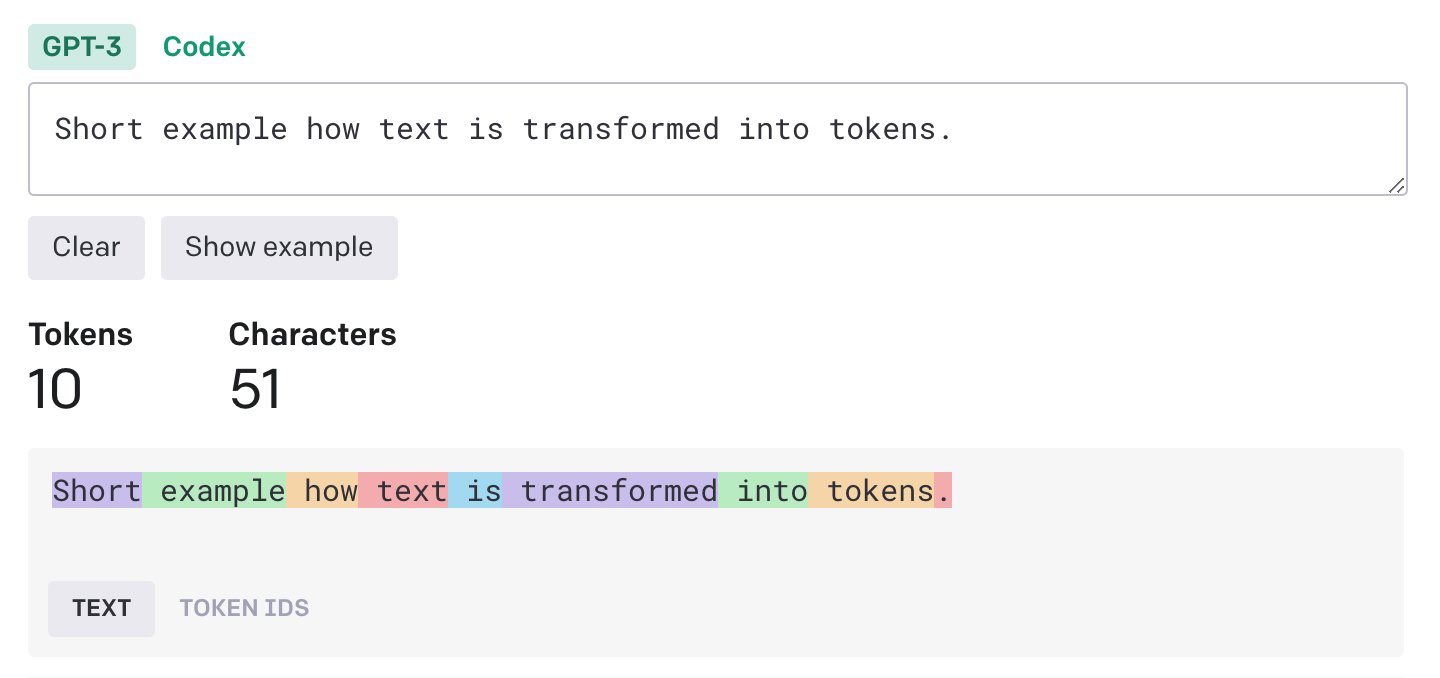 GPT-3 Codex
Short example how text is transformed into tokens.
Clear Show example
Tokens Characters
10 51
Short example how text is transformed into tokens.
TEXT TOKEN IDS